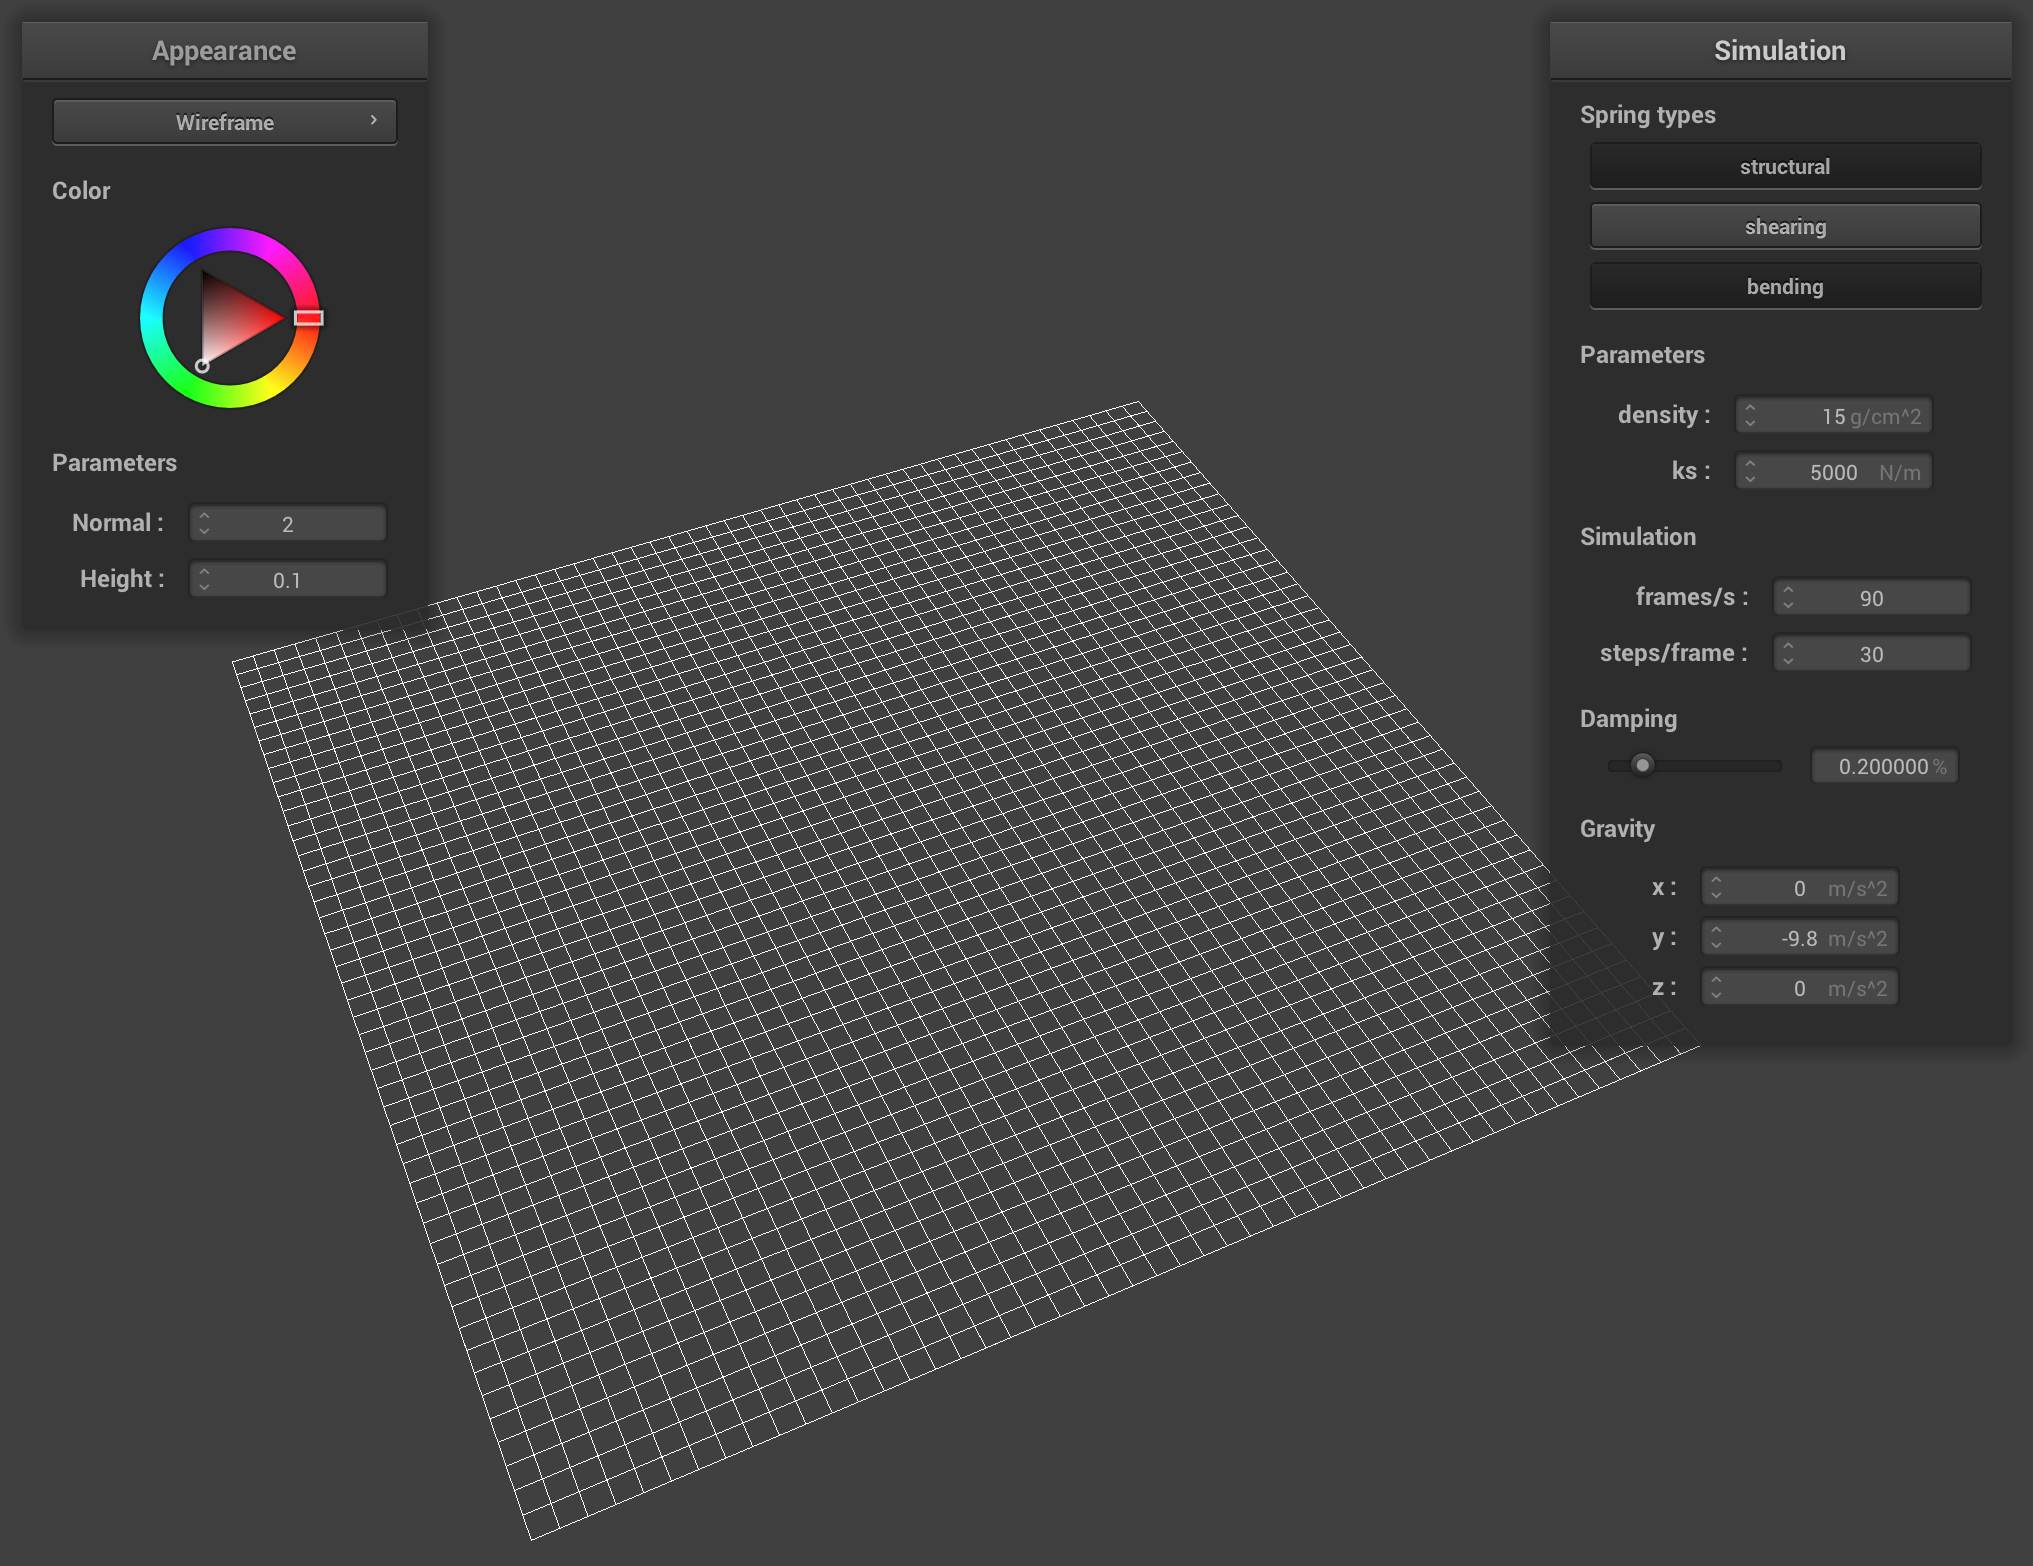 Appearance
Wireframe
Color
Parameters
Normal : 2
Height : 0.1
Simulation
Spring types
structural
shearing
bending
Parameters
density : 15 g/cm^2
ks : 5000 N/m
Simulation
frames/s : 90
steps/frame : 30
Damping
0.200000 %
Gravity
x : 0 m/s^2
y : -9.8 m/s^2
z : 0 m/s^2